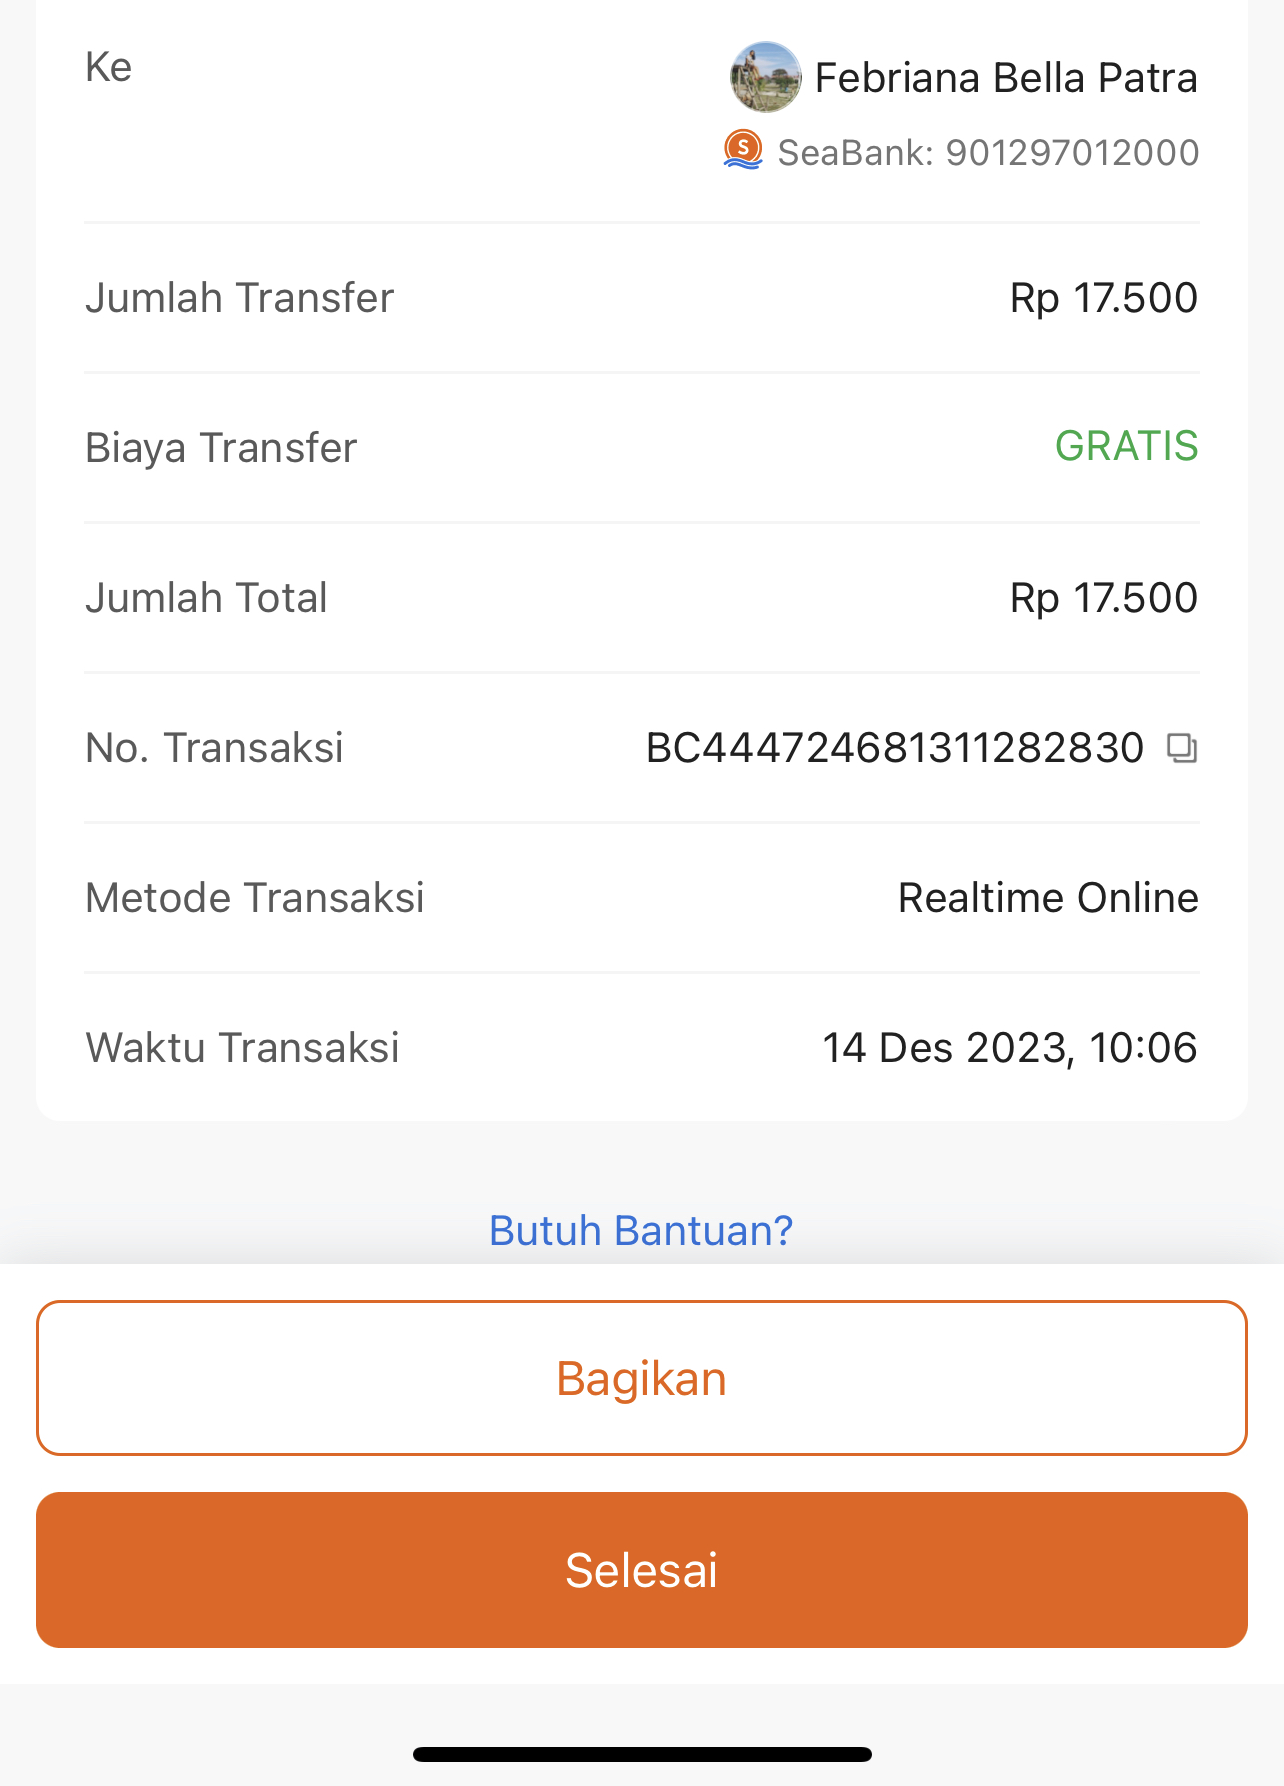 Ke
Febriana Bella Patra
S SeaBank: 901297012000
Jumlah Transfer Rp 17.500
Biaya Transfer GRATIS
Jumlah Total Rp 17.500
No. Transaksi BC444724681311282830
Metode Transaksi Realtime Online
Waktu Transaksi 14 Des 2023, 10:06
Butuh Bantuan?
Bagikan
Selesai